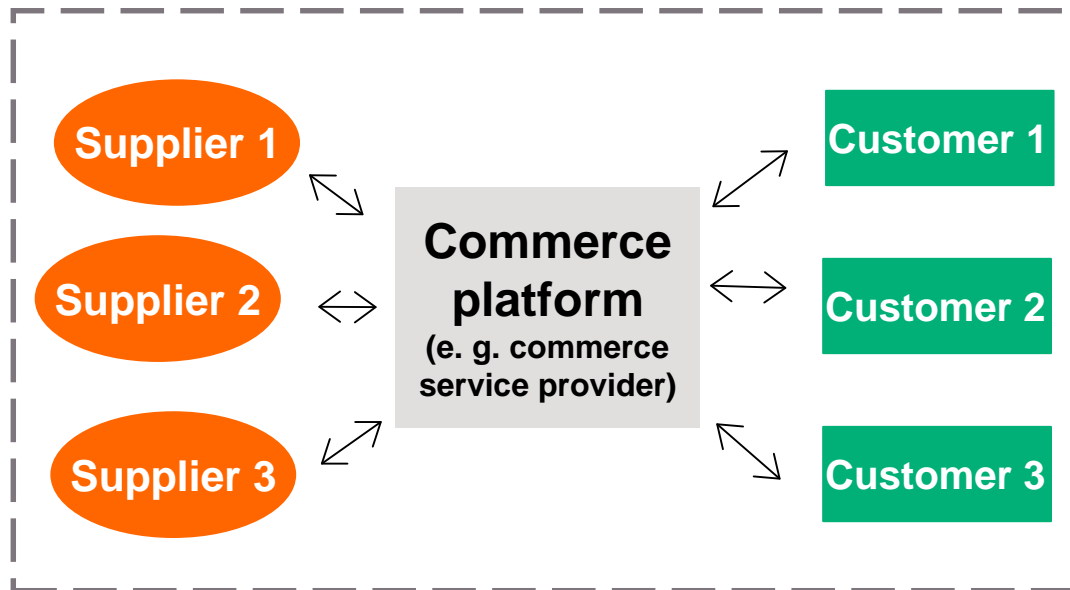 Supplier 1
Supplier 2
Supplier 3
Commerce
platform
(e. g. commerce
service provider)
Customer 1
Customer 2
Customer 3